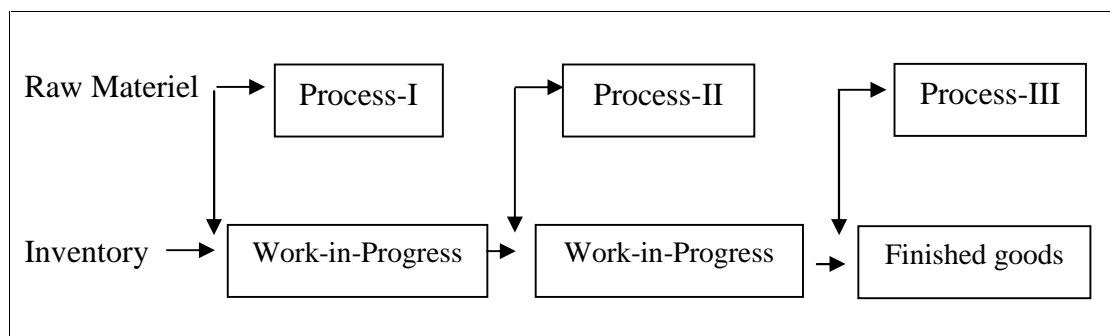 Raw Materiel
Process-I
Process-II
Process-III
Inventory
Work-in-Progress
Work-in-Progress
Finished goods